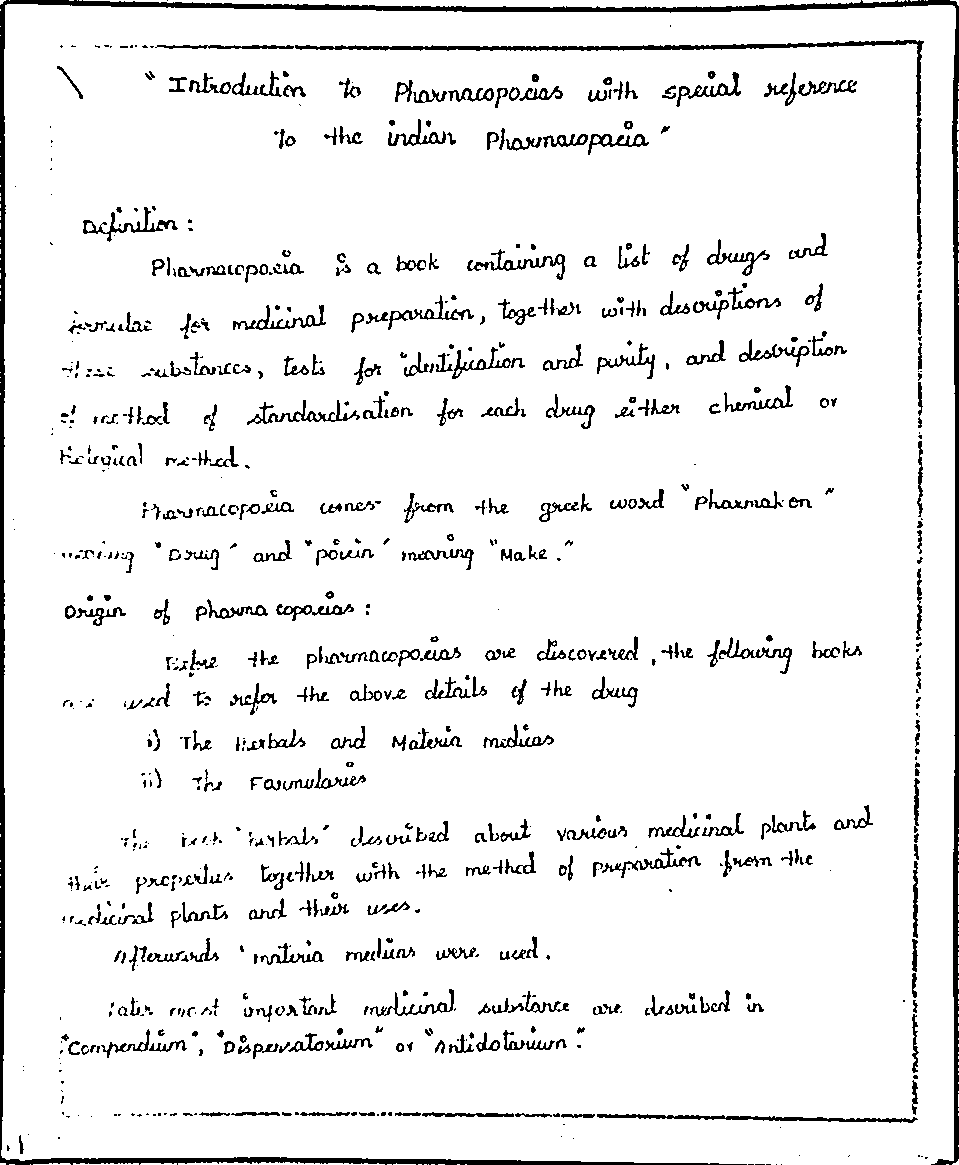 "Introduction to Pharmacopoeias with special reference
to the indian Pharmacopoeia"
Definition :
Pharmacopoeia is a book containing a list of drugs and
formulae for medicinal preparation, together with descriptions of
these substances, tests for identification and purity, and description
of method of standardisation for each drug either chemical or
biological method.
Pharmacopoeia comes from the greek word "Pharmakon"
meaning "Drug" and "poiein" meaning "Make."
Origin of pharma copoeias :
Before the pharmacopoeias are discovered, the following books
are used to refer the above details of the drug
i) The Herbals and Materia medicas
ii) The Formularies
The book "herbals" described about various medicinal plants and
their properties together with the method of preparation from the
medicinal plants and their uses.
Afterwards 'materia medicas were used.
Later most important medicinal substance are described in
"Compendium", "Dispensatorium" or "Antidotarium."